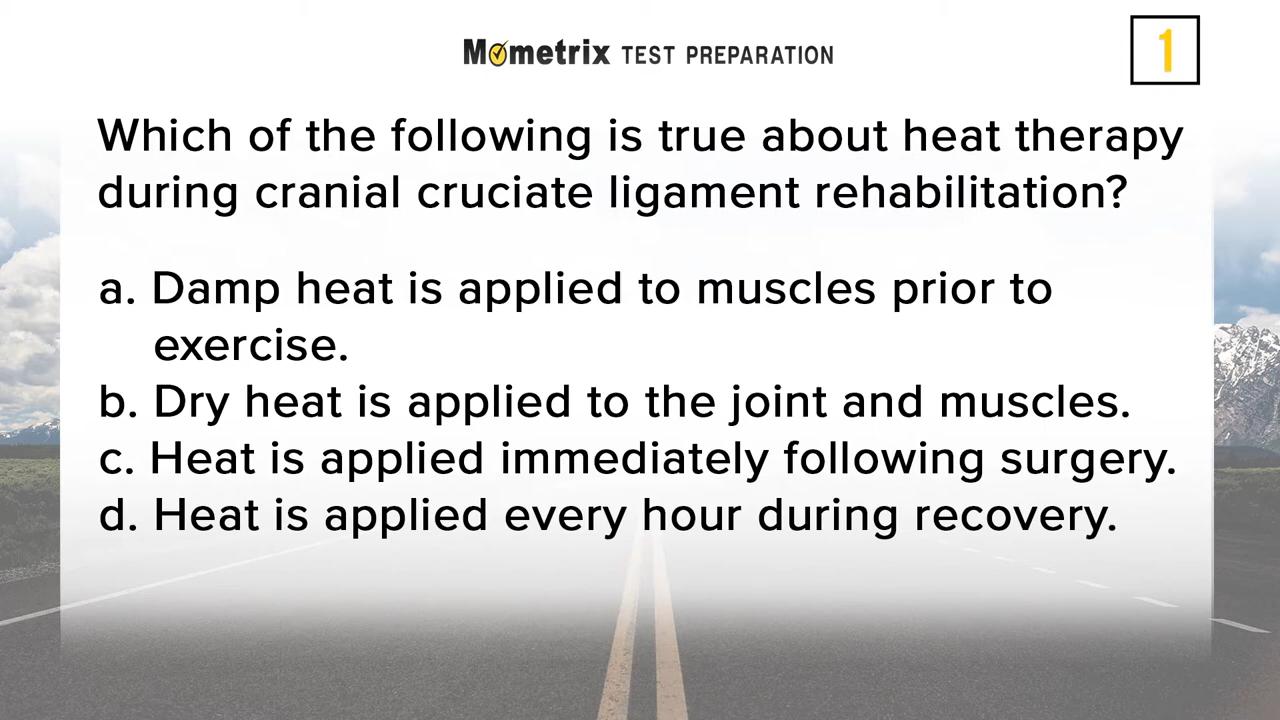 Mometrix TEST PREPARATION
1
Which of the following is true about heat therapy
during cranial cruciate ligament rehabilitation?
a. Damp heat is applied to muscles prior to
exercise.
b. Dry heat is applied to the joint and muscles.
c. Heat is applied immediately following surgery.
d. Heat is applied every hour during recovery.